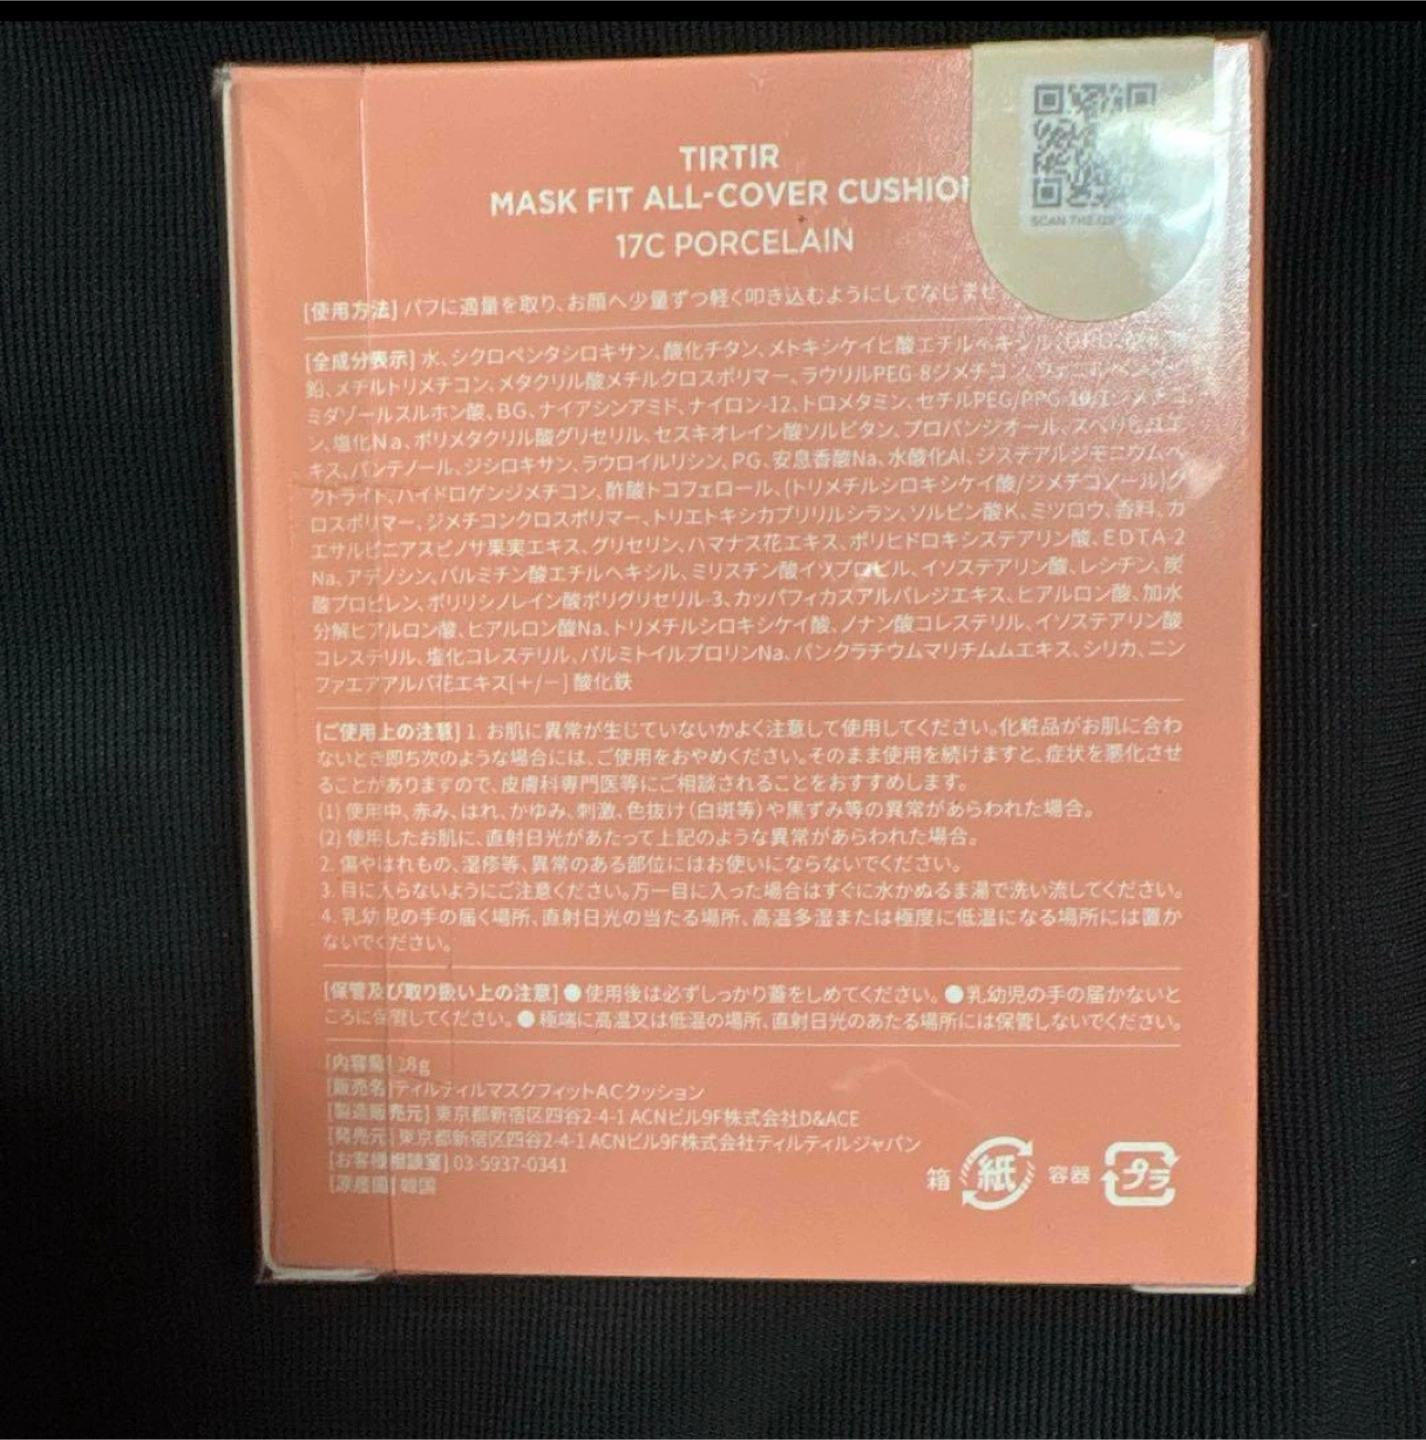 SCAN THE
TIRTIR
MASK FIT ALL-COVER CUSHION
17C PORCELAIN
[使用方法] パフに適量を取り、お顔へ少量ずつ軽く叩き込むようにしてなじませ
[全成分表示] 水、シクロペンタシロキサン、酸化チタン、メトキシケイヒ酸エチルヘキシル、DPG、
鉛、メチルトリメチコン、メタクリル酸メチルクロスポリマー、ラウリルPEG-8ジメチコン、フェニルベンズイ
ミダゾールスルホン酸、BG、ナイアシンアミド、ナイロン-12、トロメタミン、セチルPEG/PPG-10/1ジメチコ
ン、塩化Na、ポリメタクリル酸グリセリル、セスキオレイン酸ソルビタン、プロパンジオール、スベリヒユエ
キス、パンテノール、ジシロキサン、ラウロイルリシン、PG、安息香酸Na、水酸化Al、ジステアルジモニウムヘ
クトライト、ハイドロゲンジメチコン、酢酸トコフェロール、(トリメチルシロキシケイ酸/ジメチコノール)ク
ロスポリマー、ジメチコンクロスポリマー、トリエトキシカプリリルシラン、ソルビン酸K、ミツロウ、香料、カ
エサルピニアスピノサ果実エキス、グリセリン、ハマナス花エキス、ポリヒドロキシステアリン酸、EDTA-2
Na、アデノシン、パルミチン酸エチルヘキシル、ミリスチン酸イソプロピル、イソステアリン酸、レシチン、炭
酸プロピレン、ポリリシノレイン酸ポリグリセリル-3、カッパフィカスアルバレジエキス、ヒアルロン酸、加水
分解ヒアルロン酸、ヒアルロン酸Na、トリメチルシロキシケイ酸、ノナン酸コレステリル、イソステアリン酸
コレステリル、塩化コレステリル、パルミトイルプロリンNa、パンクラチウムマリチムムエキス、シリカ、ニン
ファエアアルバ花エキス[+/-] 酸化鉄
[ご使用上の注意] 1. お肌に異常が生じていないかよく注意して使用してください。化粧品がお肌に合わ
ないとき即ち次のような場合には、ご使用をおやめください。そのまま使用を続けますと、症状を悪化させ
ることがありますので、皮膚科専門医等にご相談されることをおすすめします。
(1) 使用中、赤み、はれ、かゆみ、刺激、色抜け(白斑等)や黒ずみ等の異常があらわれた場合。
(2) 使用したお肌に、直射日光があたって上記のような異常があらわれた場合。
2. 傷やはれもの、湿疹等、異常のある部位にはお使いにならないでください。
3. 目に入らないようにご注意ください。万一目に入った場合はすぐに水かぬるま湯で洗い流してください。
4. 乳幼児の手の届く場所、直射日光の当たる場所、高温多湿または極度に低温になる場所には置か
ないでください。
[保管及び取り扱い上の注意] ●使用後は必ずしっかり蓋をしめてください。●乳幼児の手の届かないと
ころに保管してください。●極端に高温又は低温の場所、直射日光のあたる場所には保管しないでください。
[内容量] 18g
[販売名] ティルティルマスクフィットACクッション
[製造販売元] 東京都新宿区四谷2-4-1 ACNビル9F株式会社D&ACE
[発売元] 東京都新宿区四谷2-4-1 ACNビル9F株式会社ティルティルジャパン
[お客様相談室] 03-5937-0341
[原産国] 韓国
箱 紙 容器 プラ